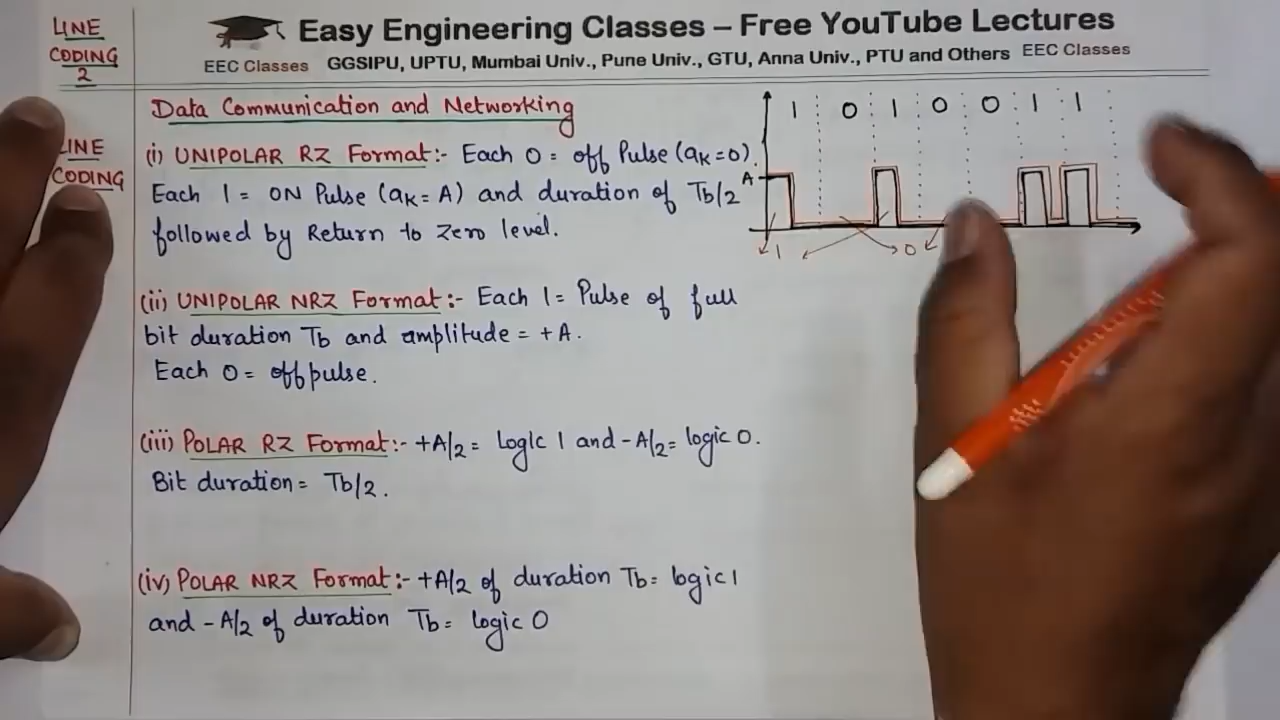 LINE
CODING
2
Easy Engineering Classes – Free YouTube Lectures
EEC Classes GGSIPU, UPTU, Mumbai Univ., Pune Univ., GTU, Anna Univ., PTU and Others EEC Classes
Data Communication and Networking
1 0 1 0 0 1 1
LINE
CODING
(i) UNIPOLAR RZ Format:- Each 0 = off Pulse (aK=0).
Each 1 = ON Pulse (aK = A) and duration of Tb/2
A
followed by Return to Zero level.
1 0
(ii) UNIPOLAR NRZ Format:- Each 1 = Pulse of full
bit duration Tb and amplitude = +A.
Each 0 = off pulse.
(iii) POLAR RZ Format:- +A/2 = logic 1 and -A/2 = logic 0.
Bit duration = Tb/2.
(iv) POLAR NRZ Format:- +A/2 of duration Tb = logic 1
and -A/2 of duration Tb = logic 0